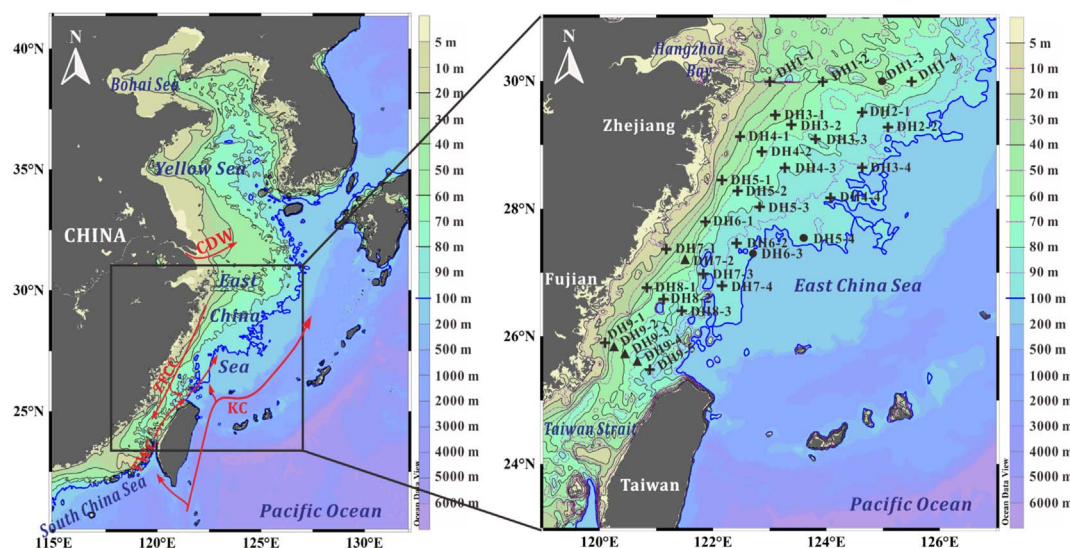 40°N
35°N
30°N
25°N
115°E
120°E
125°E
130°E
N
Bohai Sea
Yellow Sea
CHINA
CDW
East
China
Sea
ZFCC
KC
South China Sea
Pacific Ocean
Ocean Data View
5 m
10 m
20 m
30 m
40 m
50 m
60 m
70 m
80 m
100 m
200 m
500 m
1000 m
2000 m
3000 m
4000 m
5000 m
6000 m
30°N
28°N
26°N
24°N
120°E
122°E
124°E
126°E
N
Hangzhou
Bay
Zhejiang
Fujian
East China Sea
Taiwan Strait
Taiwan
Pacific Ocean
DH1-1
DH1-2
DH1-3
DH1-4
DH2-1
DH2-2
DH3-1
DH3-2
DH3-3
DH3-4
DH4-1
DH4-2
DH4-3
DH4-4
DH5-1
DH5-2
DH5-3
DH5-4
DH6-1
DH6-2
DH6-3
DH7-1
DH7-2
DH7-3
DH7-4
DH8-1
DH8-2
DH8-3
DH9-1
DH9-2
DH9-3
DH9-4
DH9-5
Ocean Data View
5 m
10 m
20 m
30 m
40 m
50 m
60 m
70 m
80 m
100 m
200 m
500 m
1000 m
2000 m
3000 m
4000 m
5000 m
6000 m